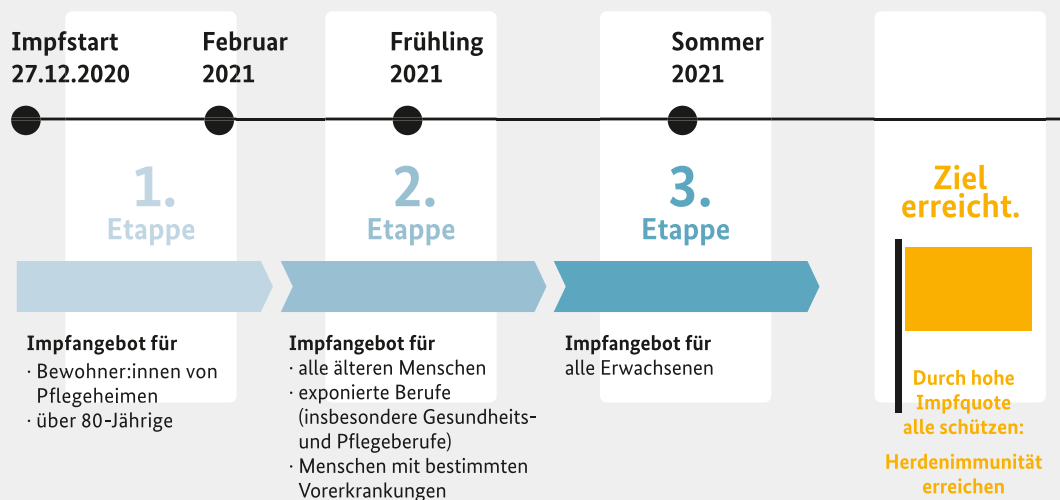 Impfstart
27.12.2020
Februar
2021
Frühling
2021
Sommer
2021
1.
Etappe
2.
Etappe
3.
Etappe
Ziel
erreicht.
Impfangebot für
· Bewohner:innen von
Pflegeheimen
· über 80-Jährige
Impfangebot für
· alle älteren Menschen
· exponierte Berufe
(insbesondere Gesundheits-
und Pflegeberufe)
· Menschen mit bestimmten
Vorerkrankungen
Impfangebot für
alle Erwachsenen
Durch hohe
Impfquote
alle schützen:
Herdenimmunität
erreichen